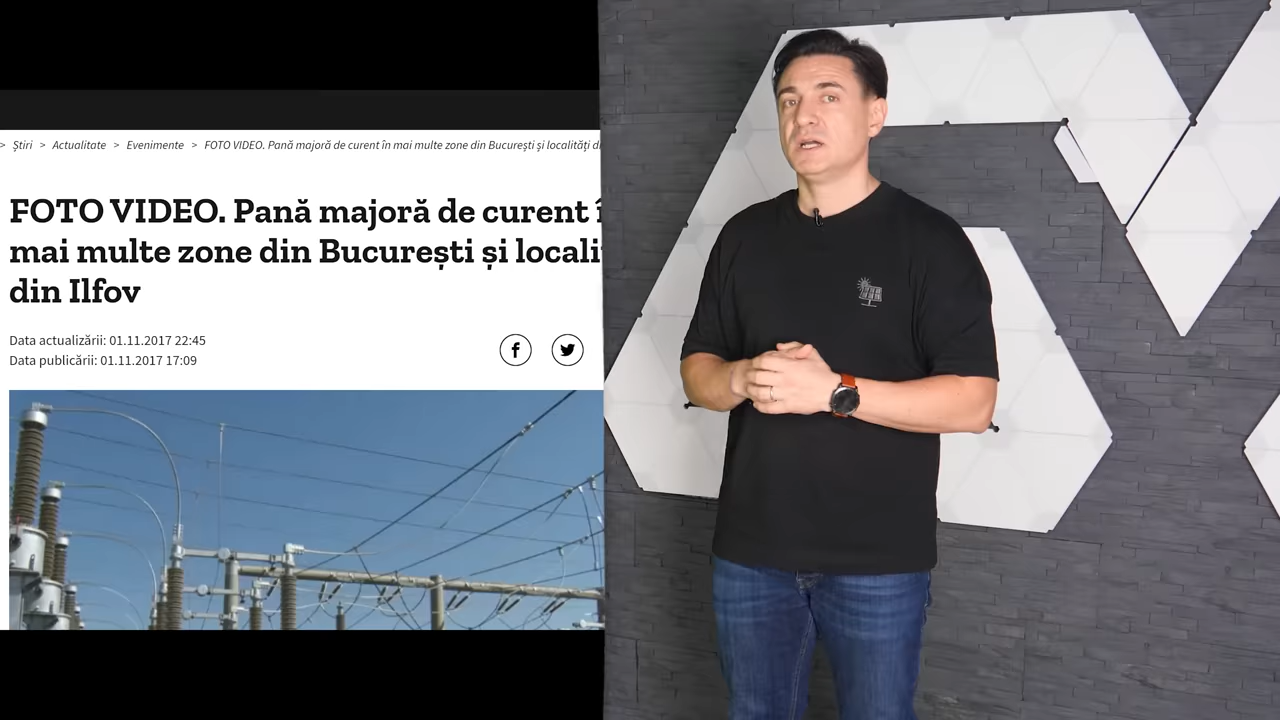 > Știri > Actualitate > Evenimente > FOTO VIDEO. Pană majoră de curent în mai multe zone din București și localități
FOTO VIDEO. Pană majoră de curent
mai multe zone din București și
din Ilfov
Data actualizării: 01.11.2017 22:45
Data publicării: 01.11.2017 17:09